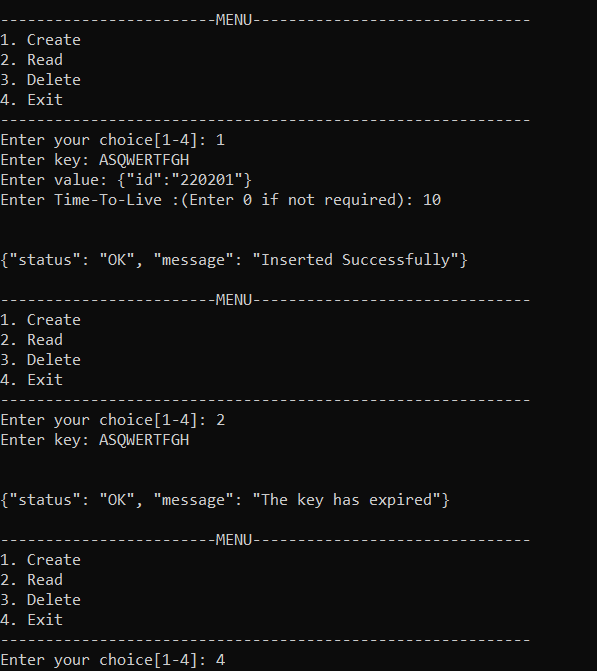 ------------------------MENU-------------------------------
1. Create
2. Read
3. Delete
4. Exit
-----------------------------------------------------------
Enter your choice[1-4]: 1
Enter key: ASQWERTFGH
Enter value: {"id":"220201"}
Enter Time-To-Live :(Enter 0 if not required): 10
{"status": "OK", "message": "Inserted Successfully"}
------------------------MENU-------------------------------
1. Create
2. Read
3. Delete
4. Exit
-----------------------------------------------------------
Enter your choice[1-4]: 2
Enter key: ASQWERTFGH
{"status": "OK", "message": "The key has expired"}
------------------------MENU-------------------------------
1. Create
2. Read
3. Delete
4. Exit
-----------------------------------------------------------
Enter your choice[1-4]: 4